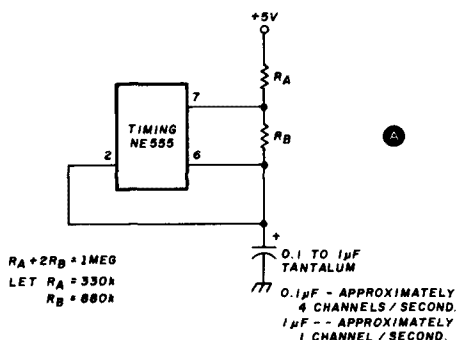 +5V
RA
7
TIMING
NE555
RB
A
2
6
+
0.1 TO 1µF
TANTALUM
RA + 2RB = 1MEG
LET RA = 330k
RB = 680k
0.1µF - APPROXIMATELY
4 CHANNELS / SECOND.
1µF -- APPROXIMATELY
1 CHANNEL / SECOND.